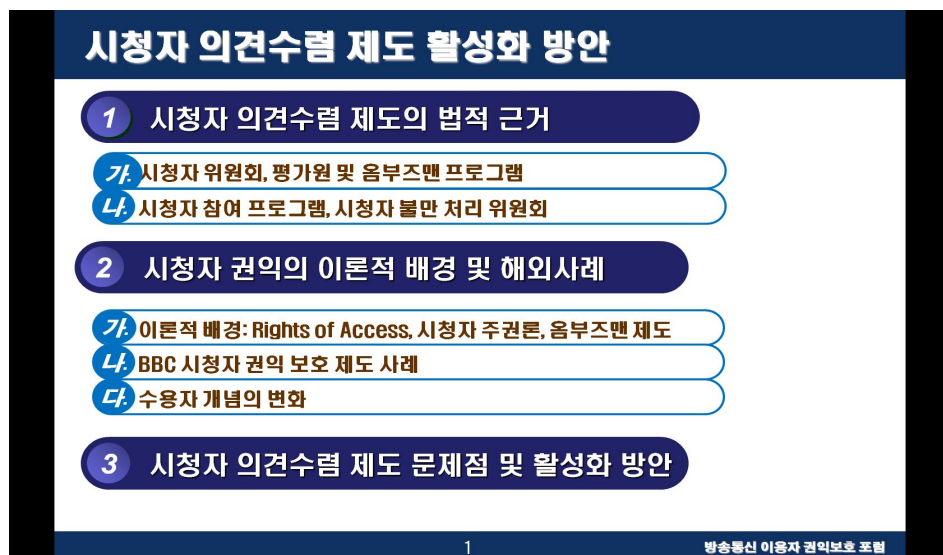 시청자 의견수렴 제도 활성화 방안
1 시청자 의견수렴 제도의 법적 근거
가. 시청자 위원회, 평가원 및 옴부즈맨 프로그램
나. 시청자 참여 프로그램, 시청자 불만 처리 위원회
2 시청자 권익의 이론적 배경 및 해외사례
가. 이론적 배경: Rights of Access, 시청자 주권론, 옴부즈맨 제도
나. BBC 시청자 권익 보호 제도 사례
다. 수용자 개념의 변화
3 시청자 의견수렴 제도 문제점 및 활성화 방안
1
방송통신 이용자 권익보호 포럼